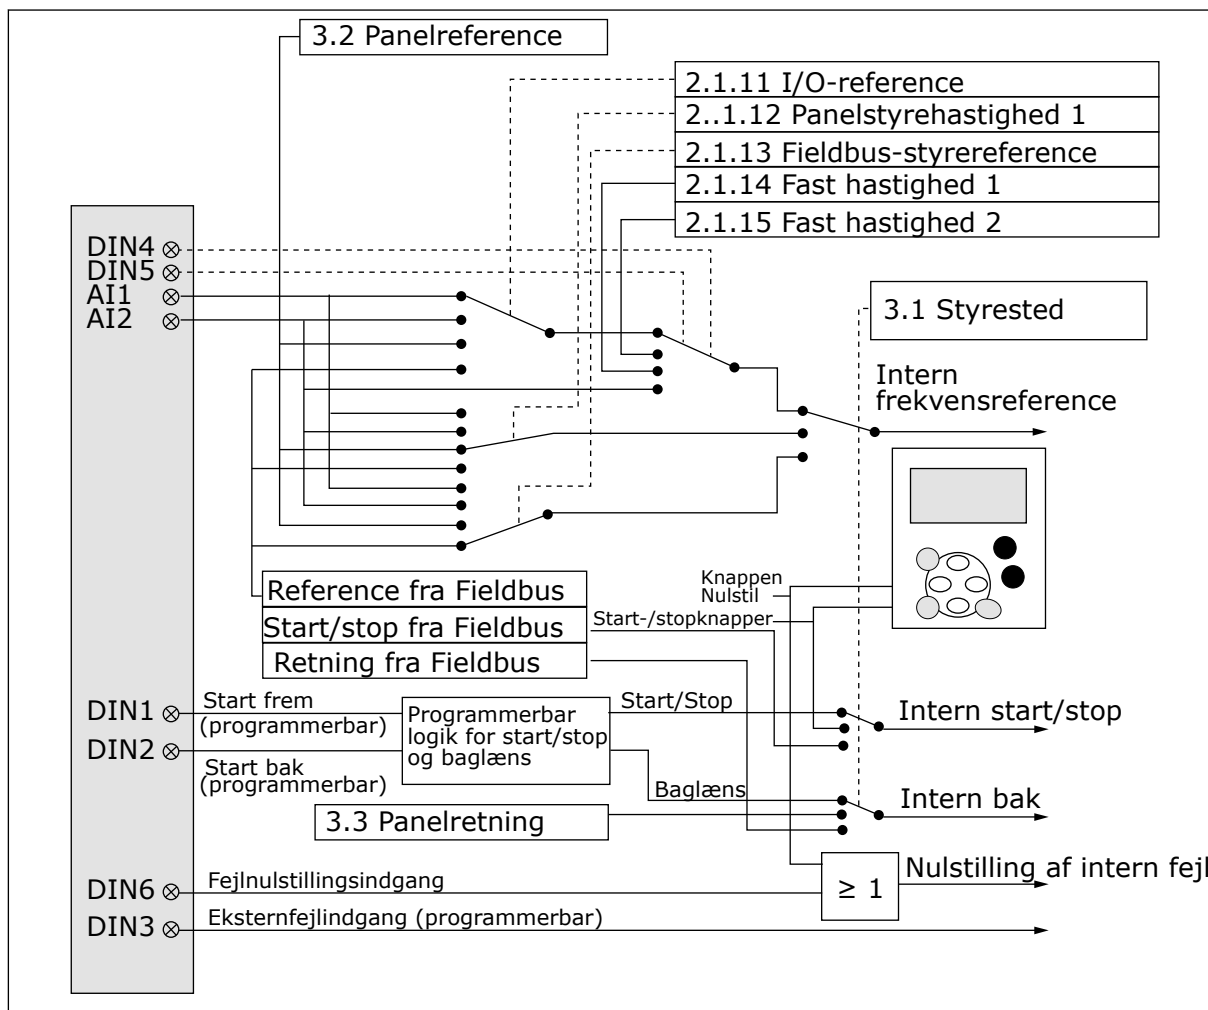 3.2 Panelreference
2.1.11 I/O-reference
2..1.12 Panelstyrehastighed 1
2.1.13 Fieldbus-styrereference
2.1.14 Fast hastighed 1
2.1.15 Fast hastighed 2
DIN4
DIN5
AI1
AI2
3.1 Styrested
Intern
frekvensreference
Knappen
Nulstil
Reference fra Fieldbus
Start/stop fra Fieldbus
Start-/stopknapper
Retning fra Fieldbus
DIN1
Start frem
(programmerbar)
Programmerbar
logik for start/stop
og baglæns
Start/Stop
Intern start/stop
DIN2
Start bak
(programmerbar)
Baglæns
Intern bak
3.3 Panelretning
Nulstilling af intern fejl
DIN6
Fejlnulstillingsindgang
≥ 1
DIN3
Eksternfejlindgang (programmerbar)